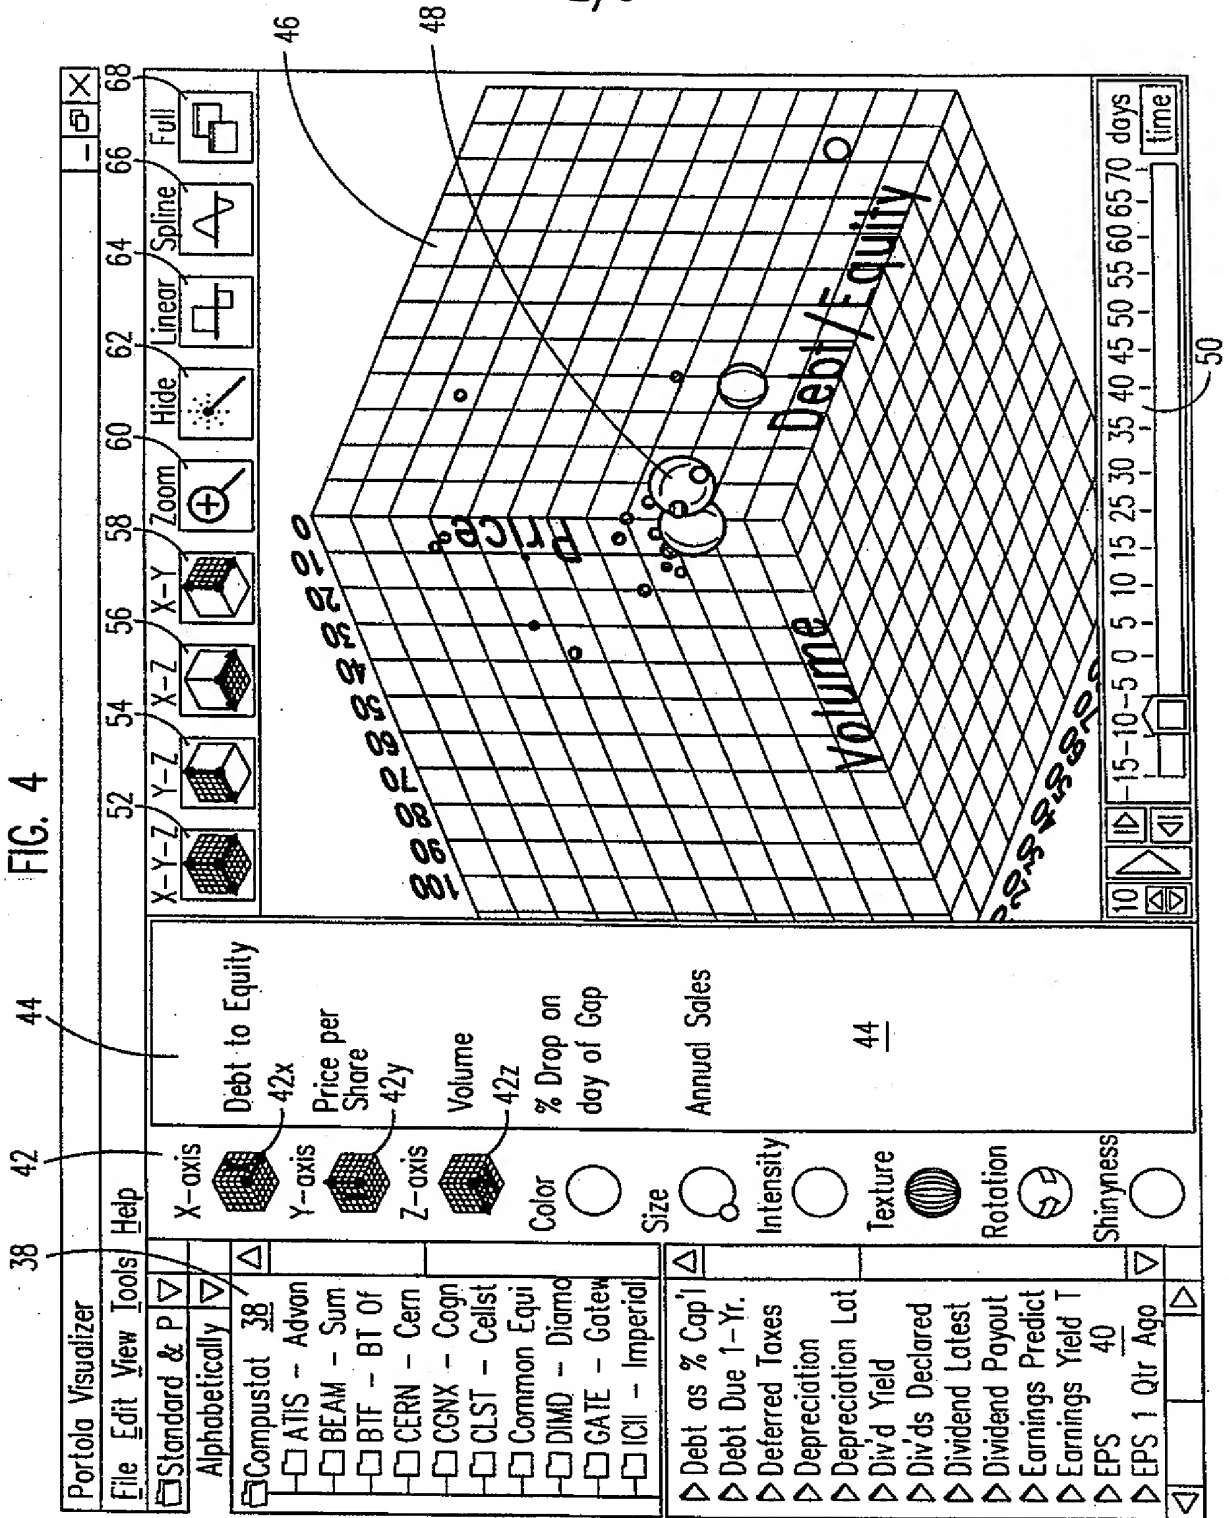 FIG. 4
Portola Visualizer
File Edit View Tools Help
38
42
44
52
54
56
58
60
62
64
66
68
46
48
Standard & P
Alphabetically
Compustat 38
ATIS - Advan
BEAM - Sum
BTF - BT Of
CERN - Cern
CGNX - Cogn
CLST - Cellst
Common Equi
DIMD - Diamo
GATE - Gatew
ICII - Imperial
Debt as % Cap'l
Debt Due 1-Yr.
Deferred Taxes
Depreciation
Depreciation Lat
Div'd Yield
Div'ds Declared
Dividend Latest
Dividend Payout
Earnings Predict
Earnings Yield T
EPS 40
EPS 1 Qtr Ago
X-axis
42x
Y-axis
42y
Z-axis
42z
Color
Size
Intensity
Texture
Rotation
Shinyness
Debt to Equity
Price per
Share
Volume
% Drop on
day of Gap
Annual Sales
44
X-Y-Z
Y-Z
X-Z
X-Y
Zoom
Hide
Linear
Spline
Full
100
90
80
70
60
50
40
30
20
10
0
Price
Volume
Debt/Equity
20
30
40
50
60
70
10
-15 -10 -5 0 5 10 15 25 30 35 40 45 50 55 60 65 70 days
time
50